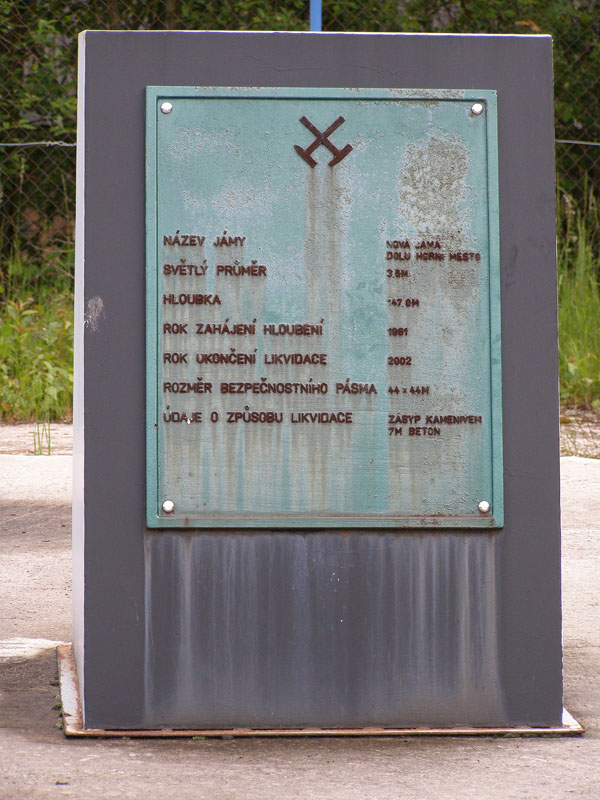 NÁZEV JÁMY NOVÁ JÁMA
DOLU HORNÍ MĚSTO
SVĚTLÝ PRŮMĚR 3.5M
HLOUBKA 147.0M
ROK ZAHÁJENÍ HLOUBENÍ 1961
ROK UKONČENÍ LIKVIDACE 2002
ROZMĚR BEZPEČNOSTNÍHO PÁSMA 44 x 44M
ÚDAJE O ZPŮSOBU LIKVIDACE ZÁSYP KAMENIVEM
7M BETON